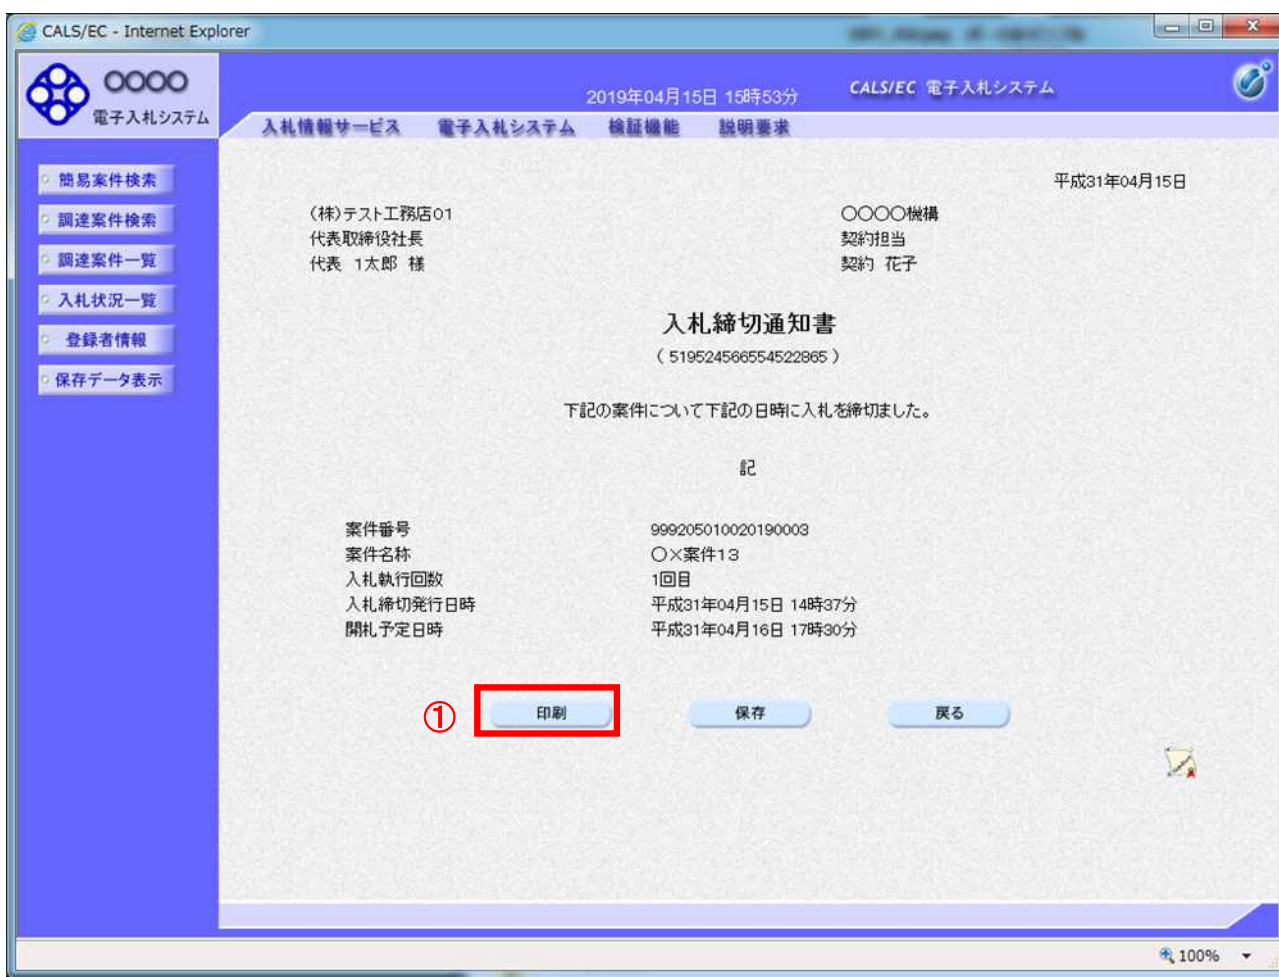 CALS/EC - Internet Explorer
OOOO
電子入札システム
2019年04月15日 15時53分
CALS/EC 電子入札システム
入札情報サービス 電子入札システム 検証機能 説明要求
簡易案件検索
調達案件検索
調達案件一覧
入札状況一覧
登録者情報
保存データ表示
平成31年04月15日
(株)テスト工務店01
代表取締役社長
代表 1太郎 様
〇〇〇〇機構
契約担当
契約 花子
入札締切通知書
( 519524566554522865 )
下記の案件について下記の日時に入札を締切ました。
記
案件番号 999205010020190003
案件名称 〇×案件13
入札執行回数 1回目
入札締切発行日時 平成31年04月15日 14時37分
開札予定日時 平成31年04月16日 17時30分
① 印刷 保存 戻る
100%